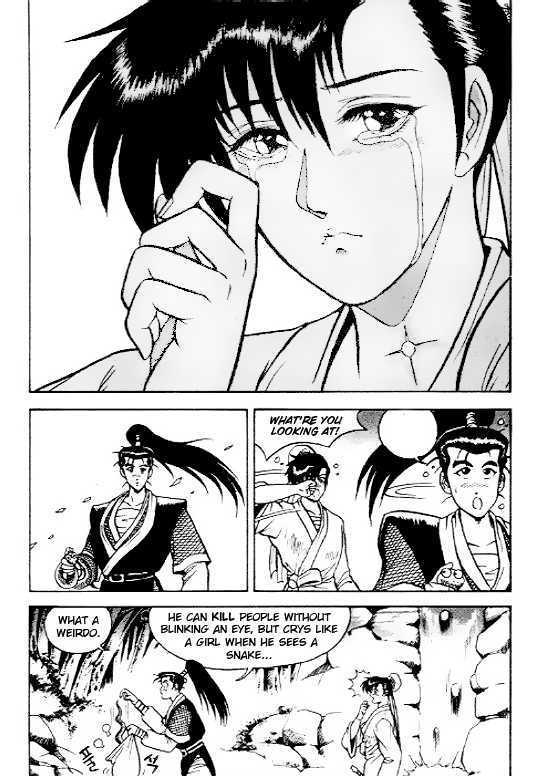 WHAT'RE YOU
LOOKING AT!
WHAT A
WEIRDO.
HE CAN KILL PEOPLE WITHOUT
BLINKING AN EYE, BUT CRYS LIKE
A GIRL WHEN HE SEES A
SNAKE...